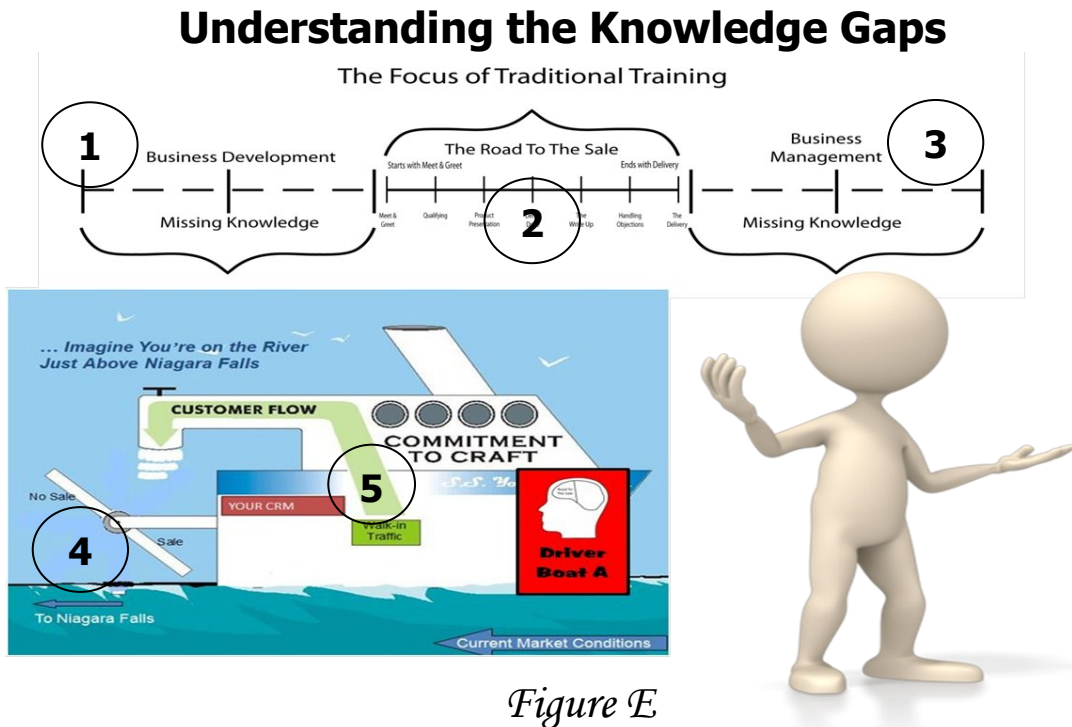 Understanding the Knowledge Gaps
The Focus of Traditional Training
1
Business Development
Missing Knowledge
The Road To The Sale
Starts with Meet & Greet
Ends with Delivery
Meet &
Greet
Qualifying
Product
Presentation
2
The
Write Up
Handling
Objections
The
Delivery
Business
Management
3
Missing Knowledge
... Imagine You're on the River
Just Above Niagara Falls
CUSTOMER FLOW
COMMITMENT
TO CRAFT
S.S.
5
YOUR CRM
Walk-in
Traffic
No Sale
Sale
4
Driver
Boat A
To Niagara Falls
Current Market Conditions
Figure E